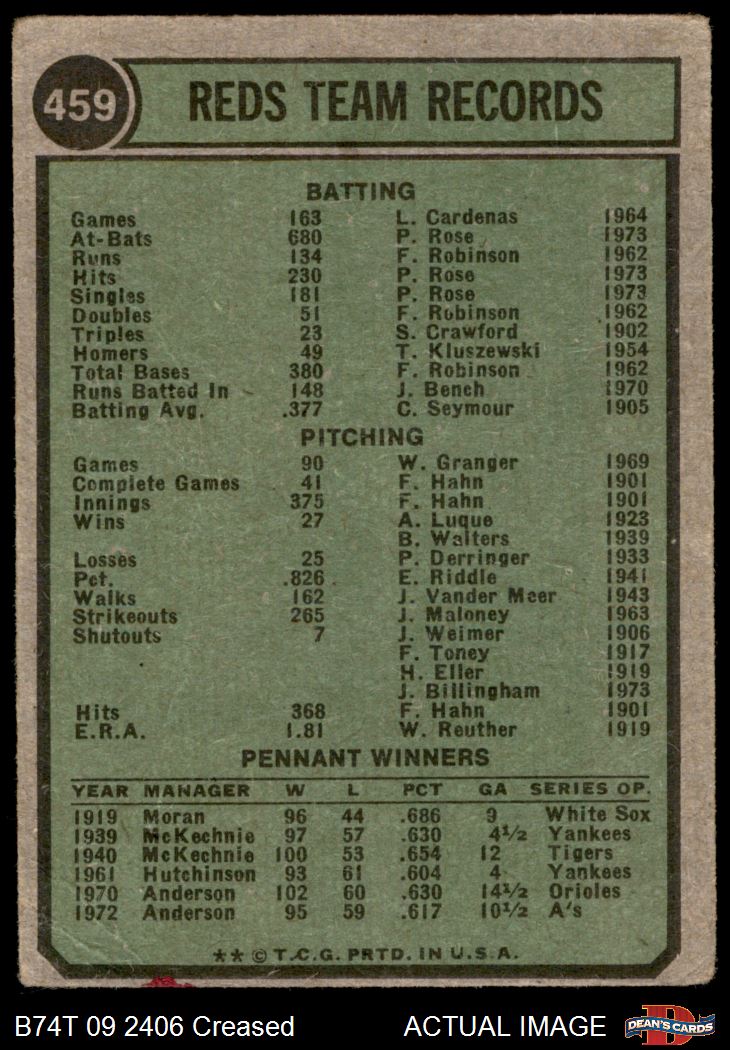 459 REDS TEAM RECORDS
BATTING
Games 163 L. Cardenas 1964
At-Bats 680 P. Rose 1973
Runs 134 F. Robinson 1962
Hits 230 P. Rose 1973
Singles 181 P. Rose 1973
Doubles 51 F. Robinson 1962
Triples 23 S. Crawford 1902
Homers 49 T. Kluszewski 1954
Total Bases 380 F. Robinson 1962
Runs Batted In 148 J. Bench 1970
Batting Avg. .377 C. Seymour 1905
PITCHING
Games 90 W. Granger 1969
Complete Games 41 F. Hahn 1901
Innings 375 F. Hahn 1901
Wins 27 A. Luque 1923
B. Walters 1939
Losses 25 P. Derringer 1933
Pct. .826 E. Riddle 1941
Walks 162 J. Vander Meer 1943
Strikeouts 265 J. Maloney 1963
Shutouts 7 J. Weimer 1906
F. Toney 1917
H. Eller 1919
J. Billingham 1973
Hits 368 F. Hahn 1901
E.R.A. 1.81 W. Reuther 1919
PENNANT WINNERS
YEAR MANAGER W L PCT GA SERIES OP.
1919 Moran 96 44 .686 9 White Sox
1939 McKechnie 97 57 .630 4½ Yankees
1940 McKechnie 100 53 .654 12 Tigers
1961 Hutchinson 93 61 .604 4 Yankees
1970 Anderson 102 60 .630 14½ Orioles
1972 Anderson 95 59 .617 10½ A's
** © T.C.G. PRTD. IN U.S.A.
B74T 09 2406 Creased ACTUAL IMAGE DEAN'S CARDS